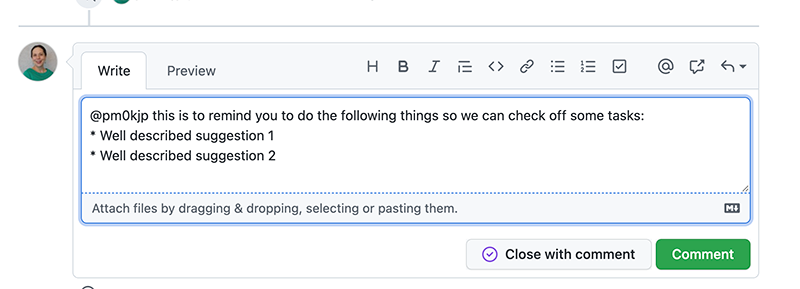 Write
Preview
H B I
@pm0kjp this is to remind you to do the following things so we can check off some tasks:
* Well described suggestion 1
* Well described suggestion 2
Attach files by dragging & dropping, selecting or pasting them.
Close with comment
Comment